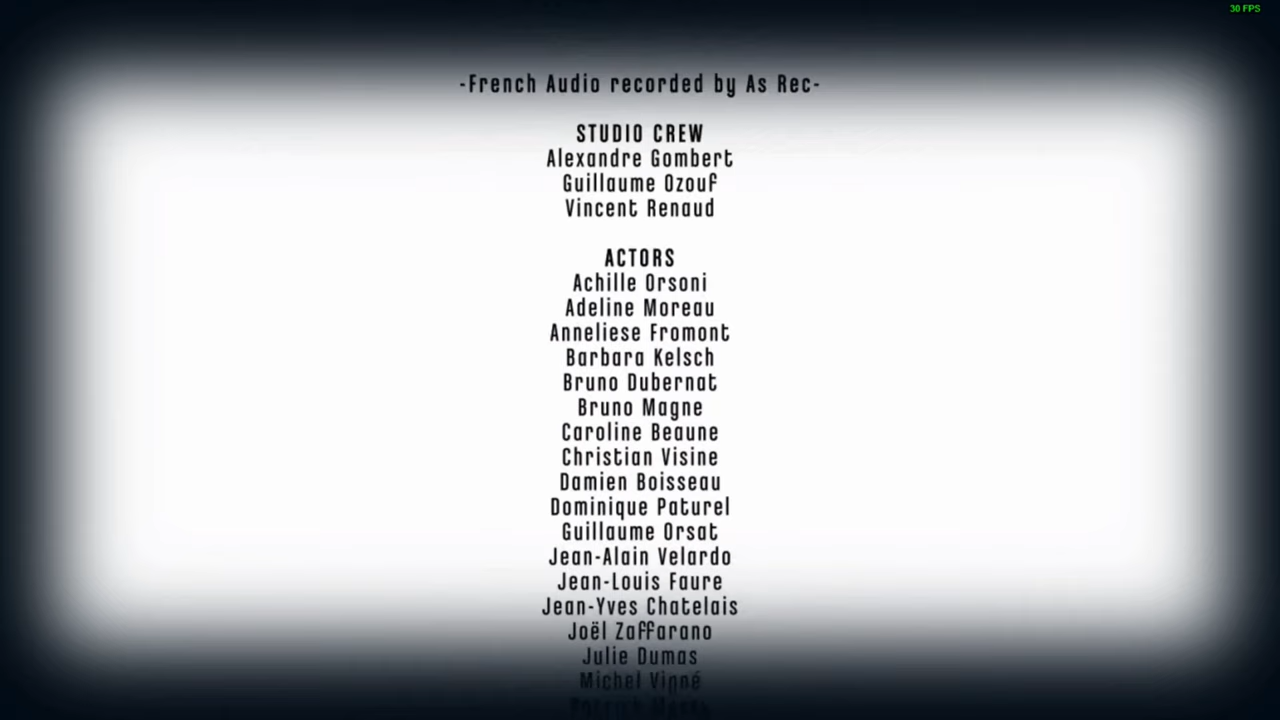 30 FPS
-French Audio recorded by As Rec-
STUDIO CREW
Alexandre Gombert
Guillaume Ozouf
Vincent Renaud
ACTORS
Achille Orsoni
Adeline Moreau
Anneliese Fromont
Barbara Kelsch
Bruno Dubernat
Bruno Magne
Caroline Beaune
Christian Visine
Damien Boisseau
Dominique Paturel
Guillaume Orsat
Jean-Alain Velardo
Jean-Louis Faure
Jean-Yves Chatelais
Joël Zaffarano
Julie Dumas
Michel Vigné